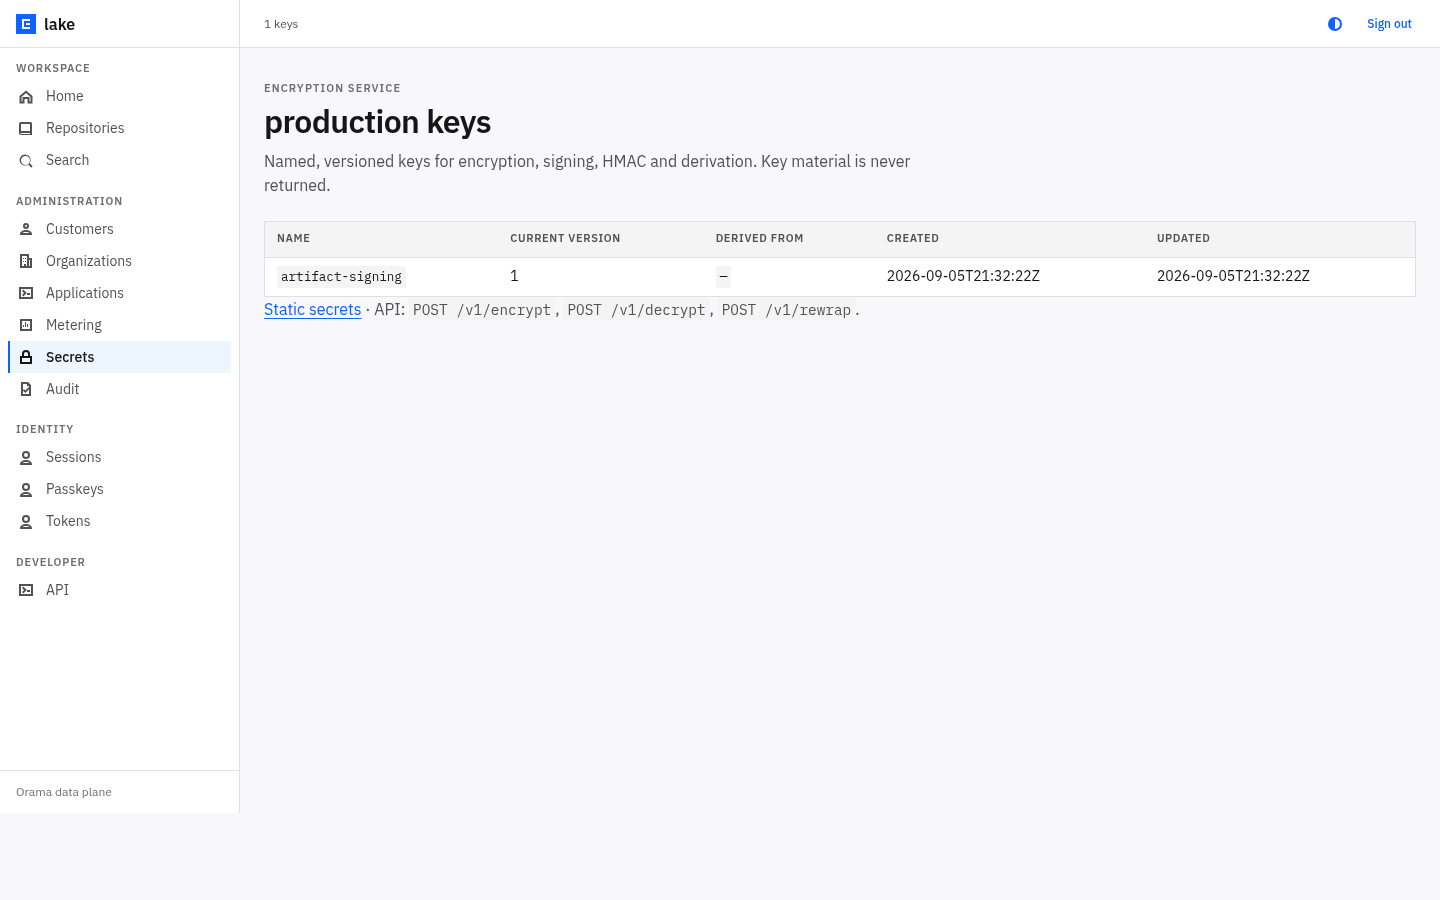 lake
1 keys
Sign out
WORKSPACE
Home
Repositories
Search
ADMINISTRATION
Customers
Organizations
Applications
Metering
Secrets
Audit
IDENTITY
Sessions
Passkeys
Tokens
DEVELOPER
API
Orama data plane
ENCRYPTION SERVICE
production keys
Named, versioned keys for encryption, signing, HMAC and derivation. Key material is never
returned.
NAME CURRENT VERSION DERIVED FROM CREATED UPDATED
artifact-signing 1 — 2026-09-05T21:32:22Z 2026-09-05T21:32:22Z
Static secrets · API: POST /v1/encrypt, POST /v1/decrypt, POST /v1/rewrap.